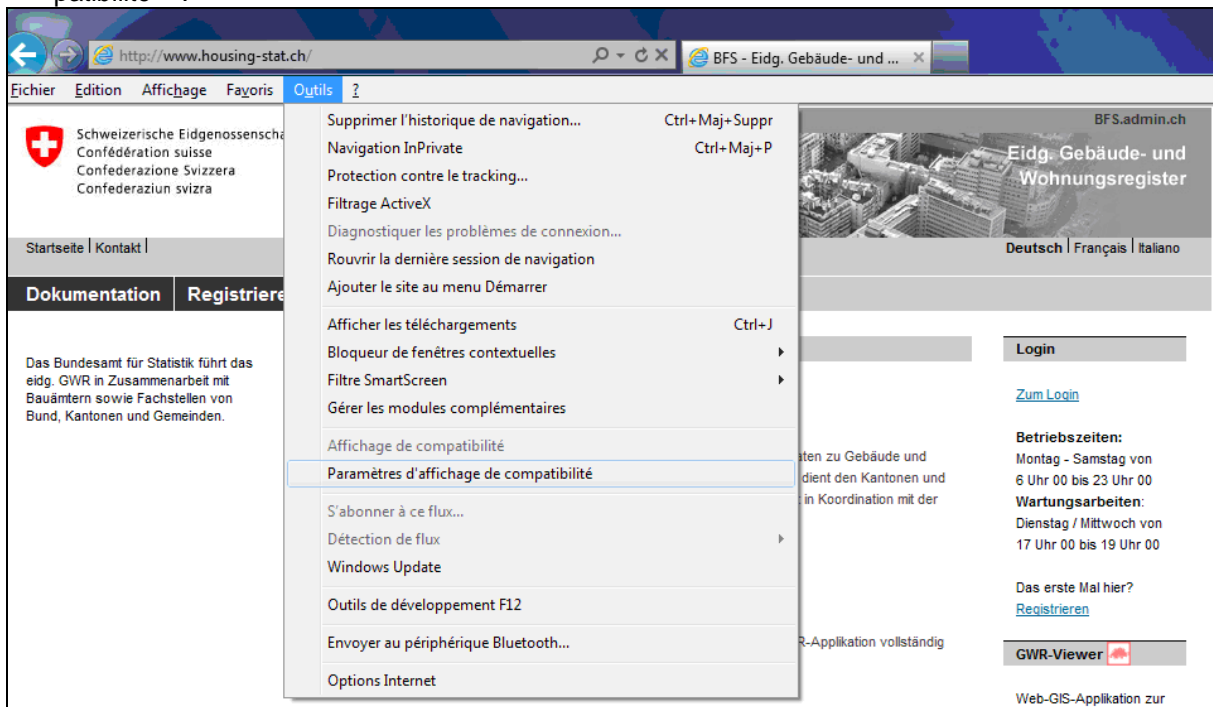 http://www.housing-stat.ch/
BFS - Eidg. Gebäude- und ...
Fichier Edition Affichage Favoris Outils ?
Schweizerische Eidgenossenscha
Confédération suisse
Confederazione Svizzera
Confederaziun svizra
BFS.admin.ch
Eidg. Gebäude- und
Wohnungsregister
Startseite | Kontakt |
Deutsch | Français | Italiano
Dokumentation Registriere
Das Bundesamt für Statistik führt das
eidg. GWR in Zusammenarbeit mit
Bauämtern sowie Fachstellen von
Bund, Kantonen und Gemeinden.
Supprimer l'historique de navigation... Ctrl+Maj+Suppr
Navigation InPrivate Ctrl+Maj+P
Protection contre le tracking...
Filtrage ActiveX
Diagnostiquer les problèmes de connexion...
Rouvrir la dernière session de navigation
Ajouter le site au menu Démarrer
Afficher les téléchargements Ctrl+J
Bloqueur de fenêtres contextuelles
Filtre SmartScreen
Gérer les modules complémentaires
Affichage de compatibilité
Paramètres d'affichage de compatibilité
S'abonner à ce flux...
Détection de flux
Windows Update
Outils de développement F12
Envoyer au périphérique Bluetooth...
Options Internet
aten zu Gebäude und
dient den Kantonen und
in Koordination mit der
R-Applikation vollständig
Login
Zum Login
Betriebszeiten:
Montag - Samstag von
6 Uhr 00 bis 23 Uhr 00
Wartungsarbeiten:
Dienstag / Mittwoch von
17 Uhr 00 bis 19 Uhr 00
Das erste Mal hier?
Registrieren
GWR-Viewer
Web-GIS-Applikation zur